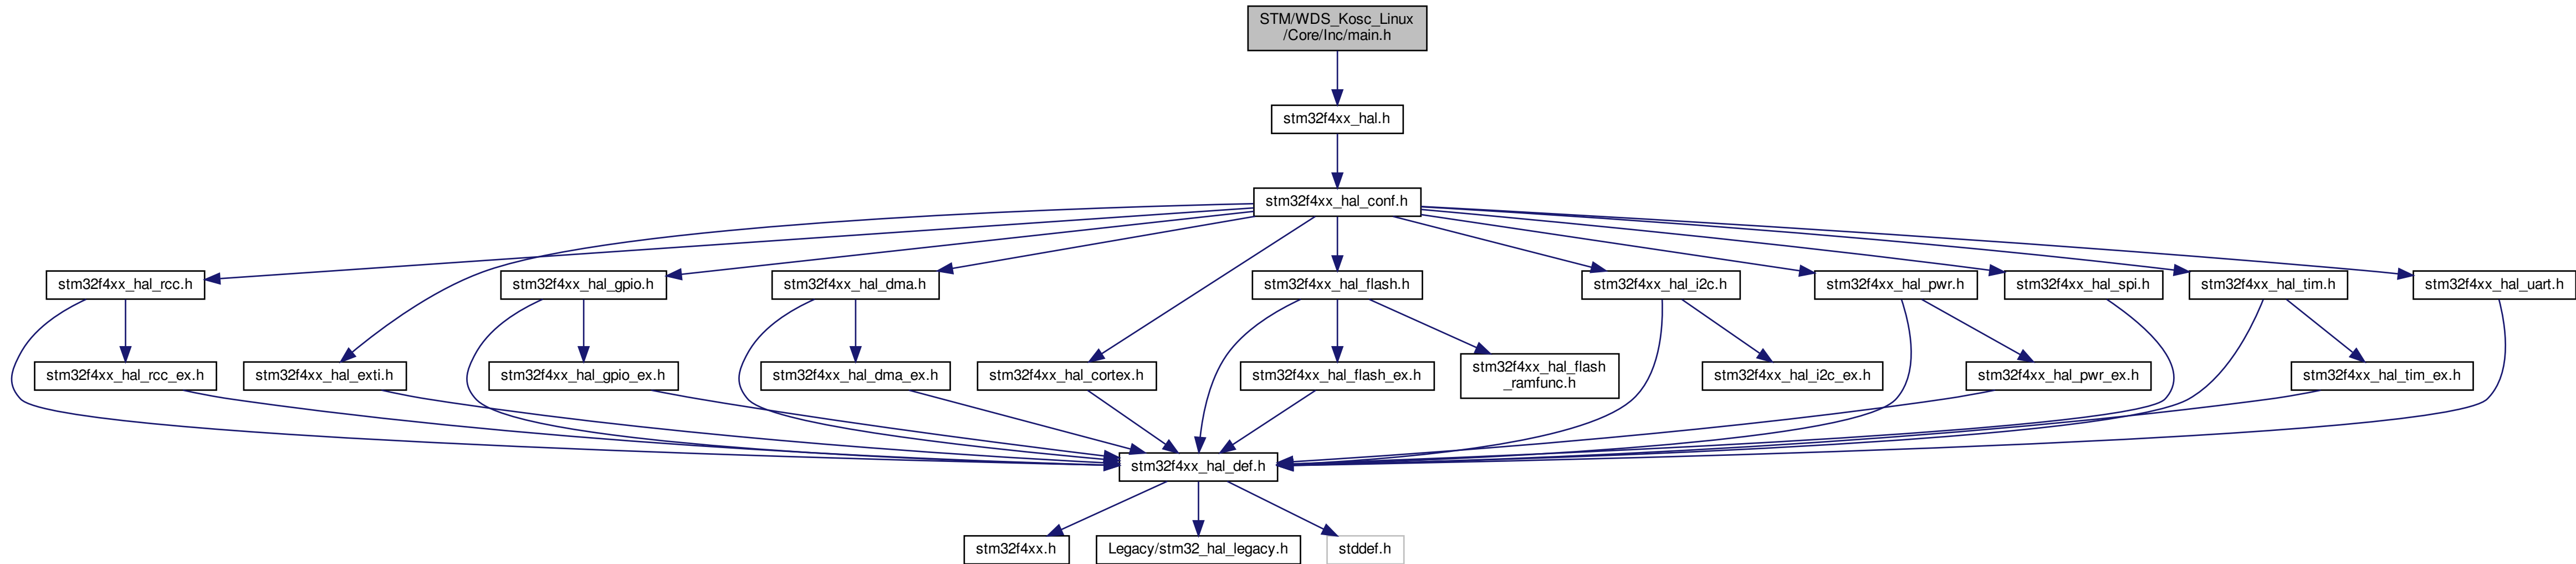 STM/WDS_Kosc_Linux
/Core/Inc/main.h
stm32f4xx_hal.h
stm32f4xx_hal_conf.h
stm32f4xx_hal_rcc.h
stm32f4xx_hal_gpio.h
stm32f4xx_hal_dma.h
stm32f4xx_hal_flash.h
stm32f4xx_hal_i2c.h
stm32f4xx_hal_pwr.h
stm32f4xx_hal_spi.h
stm32f4xx_hal_tim.h
stm32f4xx_hal_uart.h
stm32f4xx_hal_rcc_ex.h
stm32f4xx_hal_exti.h
stm32f4xx_hal_gpio_ex.h
stm32f4xx_hal_dma_ex.h
stm32f4xx_hal_cortex.h
stm32f4xx_hal_flash_ex.h
stm32f4xx_hal_flash
_ramfunc.h
stm32f4xx_hal_i2c_ex.h
stm32f4xx_hal_pwr_ex.h
stm32f4xx_hal_tim_ex.h
stm32f4xx_hal_def.h
stm32f4xx.h
Legacy/stm32_hal_legacy.h
stddef.h